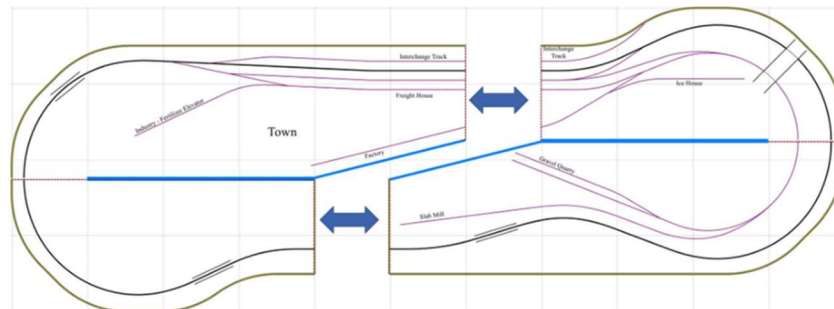 Interchange Track
Interchange
Track
Ice House
Freight House
Industry - Fertilizer Elevator
Town
Factory
Gravel Quarry
Slab Mill